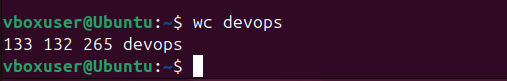 vboxuser@Ubuntu:~$ wc devops
133 132 265 devops
vboxuser@Ubuntu:~$